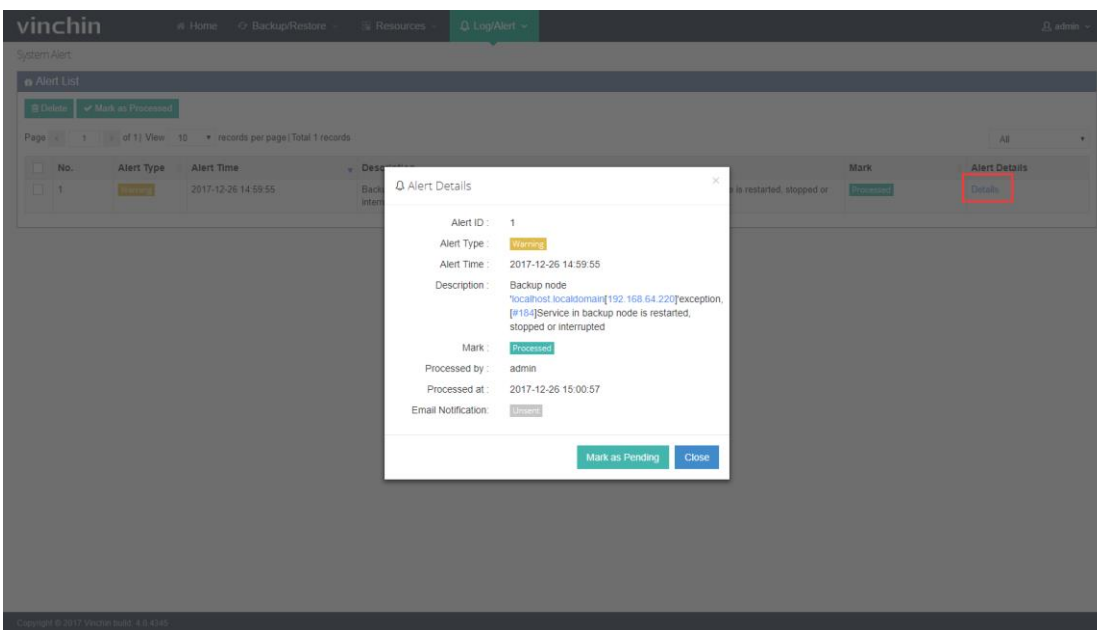 vinchin
Home Backup/Restore Resources Log/Alert admin
System Alert
Alert List
Delete Mark as Processed
Page 1 of 1| View 10 records per page|Total 1 records All
No. Alert Type Alert Time Mark Alert Details
1 Warning 2017-12-26 14:59:55 is restarted, stopped or Processed Details
Alert Details ×
Alert ID : 1
Alert Type : Warning
Alert Time : 2017-12-26 14:59:55
Description : Backup node
'localhost.localdomain[192.168.64.220]'exception,
[#184]Service in backup node is restarted,
stopped or interrupted
Mark : Processed
Processed by : admin
Processed at : 2017-12-26 15:00:57
Email Notification: Unsent
Mark as Pending Close
Copyright © 2017 Vinchin build: